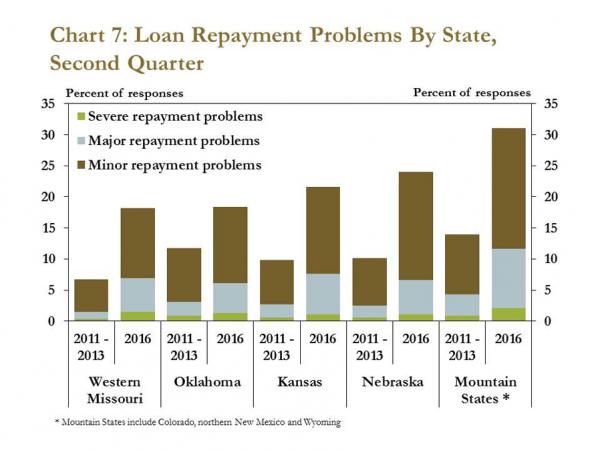 Chart 7: Loan Repayment Problems By State,
Second Quarter
Percent of responses Percent of responses
35 35
Severe repayment problems
30 30
Major repayment problems
25 25
Minor repayment problems
20 20
15 15
10 10
5 5
0 0
2011 - 2016 2011 - 2016 2011 - 2016 2011 - 2016 2011 - 2016
2013 2013 2013 2013 2013
Western Oklahoma Kansas Nebraska Mountain
Missouri States *
* Mountain States include Colorado, northern New Mexico and Wyoming